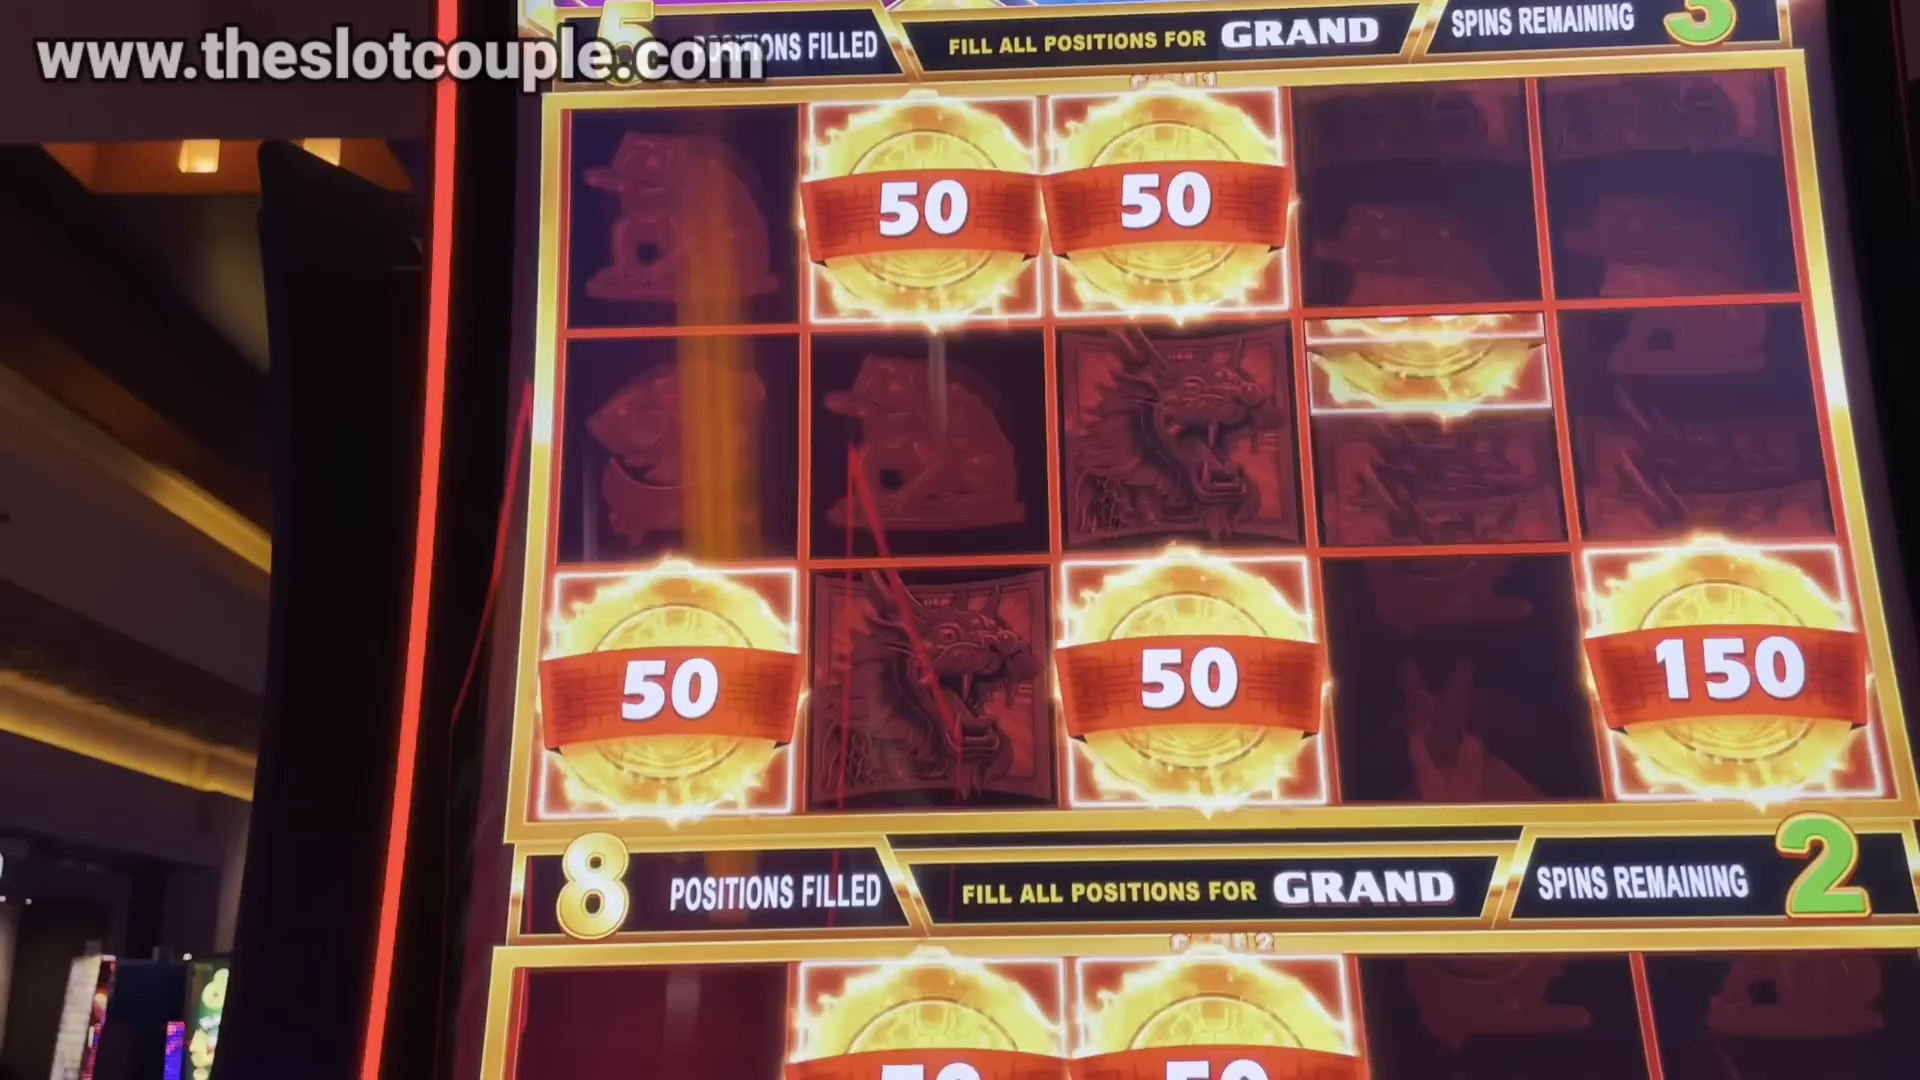 www.theslotcouple.com
5 POSITIONS FILLED
FILL ALL POSITIONS FOR GRAND
SPINS REMAINING 3
50 50
50 50 150
8 POSITIONS FILLED
FILL ALL POSITIONS FOR GRAND
SPINS REMAINING 2